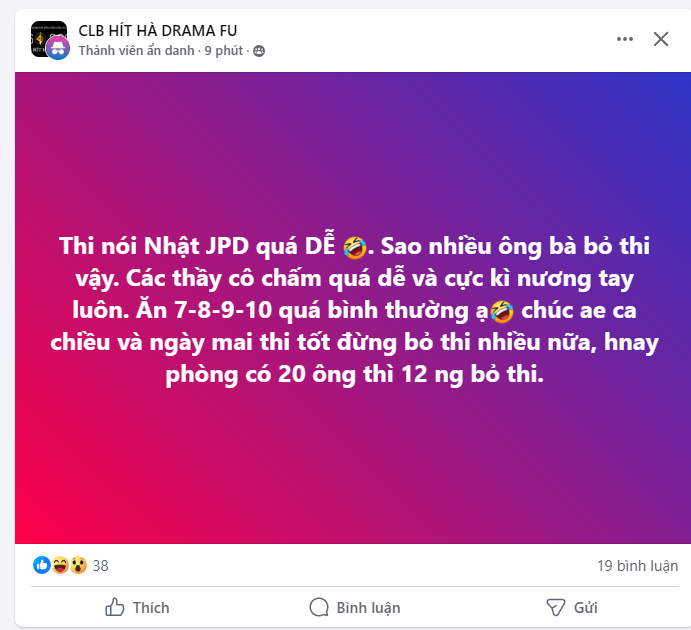 CLB HÍT HÀ DRAMA FU
Thành viên ẩn danh · 9 phút ·
Thi nói Nhật JPD quá DỄ 🤣. Sao nhiều ông bà bỏ thi
vậy. Các thầy cô chấm quá dễ và cực kì nương tay
luôn. Ăn 7-8-9-10 quá bình thường ạ🤣 chúc ae ca
chiều và ngày mai thi tốt đừng bỏ thi nhiều nữa, hnay
phòng có 20 ông thì 12 ng bỏ thi.
38
19 bình luận
Thích
Bình luận
Gửi